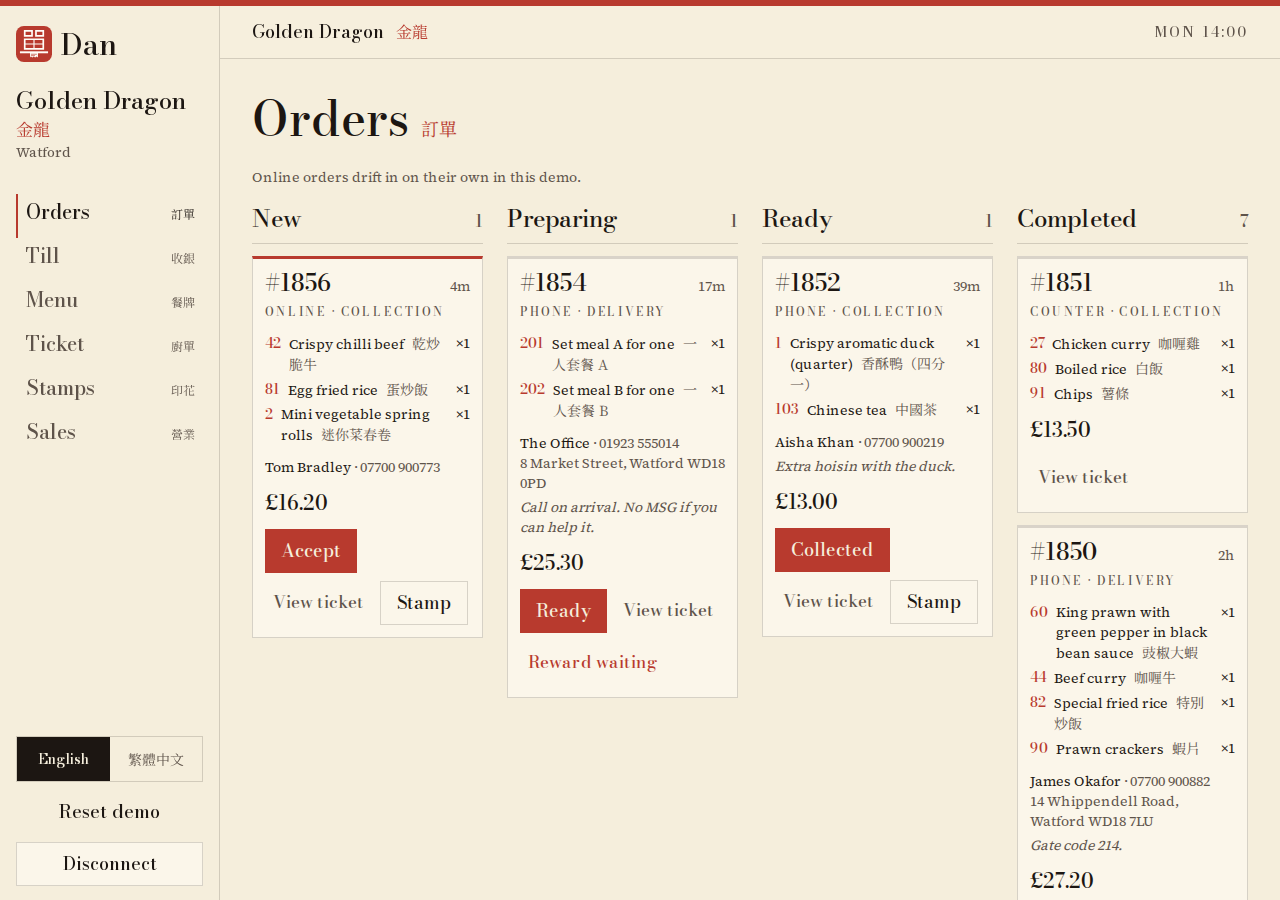 Dan
Golden Dragon
金龍
Watford
Orders 訂單
Till 收銀
Menu 餐牌
Ticket 廚單
Stamps 印花
Sales 營業
English 繁體中文
Reset demo
Disconnect
Golden Dragon 金龍
MON 14:00
Orders 訂單
Online orders drift in on their own in this demo.
New 1
#1856 4m
ONLINE · COLLECTION
42 Crispy chilli beef 乾炒 ×1
脆牛
81 Egg fried rice 蛋炒飯 ×1
2 Mini vegetable spring ×1
rolls 迷你菜春卷
Tom Bradley · 07700 900773
£16.20
Accept
View ticket Stamp
Preparing 1
#1854 17m
PHONE · DELIVERY
201 Set meal A for one 一 ×1
人套餐 A
202 Set meal B for one 一 ×1
人套餐 B
The Office · 01923 555014
8 Market Street, Watford WD18
0PD
Call on arrival. No MSG if you
can help it.
£25.30
Ready View ticket
Reward waiting
Ready 1
#1852 39m
PHONE · COLLECTION
1 Crispy aromatic duck ×1
(quarter) 香酥鴨（四分
一）
103 Chinese tea 中國茶 ×1
Aisha Khan · 07700 900219
Extra hoisin with the duck.
£13.00
Collected
View ticket Stamp
Completed 7
#1851 1h
COUNTER · COLLECTION
27 Chicken curry 咖喱雞 ×1
80 Boiled rice 白飯 ×1
91 Chips 薯條 ×1
£13.50
View ticket
#1850 2h
PHONE · DELIVERY
60 King prawn with ×1
green pepper in black
bean sauce 豉椒大蝦
44 Beef curry 咖喱牛 ×1
82 Special fried rice 特別 ×1
炒飯
90 Prawn crackers 蝦片 ×1
James Okafor · 07700 900882
14 Whippendell Road,
Watford WD18 7LU
Gate code 214.
£27.20